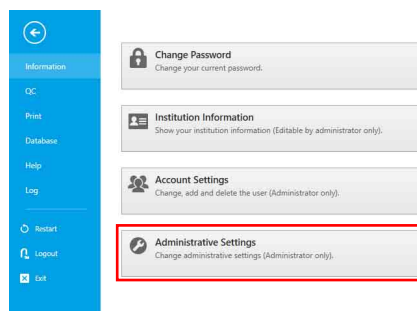 Information
QC
Print
Database
Help
Log
Restart
Logout
Exit
Change Password
Change your current password.
Institution Information
Show your institution information (Editable by administrator only).
Account Settings
Change, add and delete the user (Administrator only).
Administrative Settings
Change administrative settings (Administrator only).